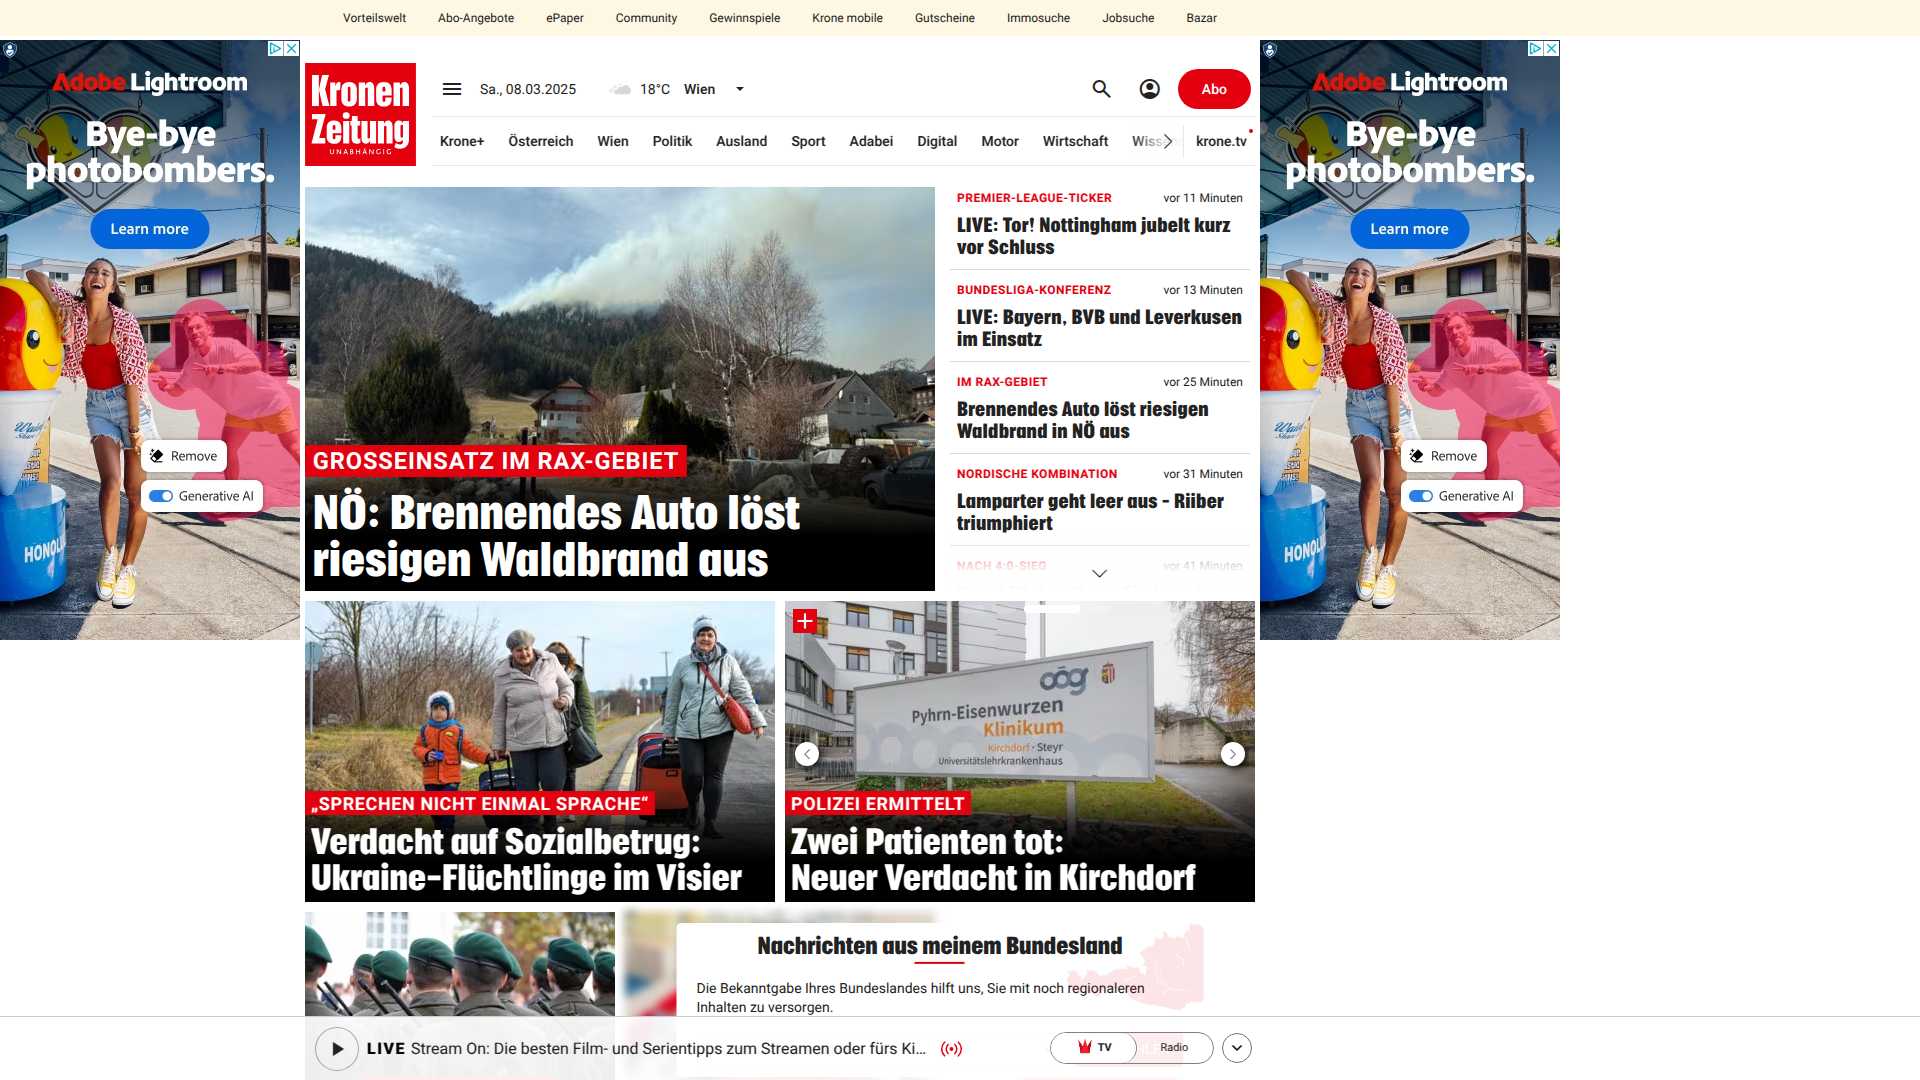 Vorteilswelt Abo-Angebote ePaper Community Gewinnspiele Krone mobile Gutscheine Immosuche Jobsuche Bazar
Adobe Lightroom
Bye-bye
photobombers.
Learn more
Remove
Generative AI
Kronen
Zeitung
UNABHÄNGIG
Sa., 08.03.2025 18°C Wien
Abo
Krone+ Österreich Wien Politik Ausland Sport Adabei Digital Motor Wirtschaft krone.tv
GROSSEINSATZ IM RAX-GEBIET
NÖ: Brennendes Auto löst
riesigen Waldbrand aus
PREMIER-LEAGUE-TICKER vor 11 Minuten
LIVE: Tor! Nottingham jubelt kurz
vor Schluss
BUNDESLIGA-KONFERENZ vor 13 Minuten
LIVE: Bayern, BVB und Leverkusen
im Einsatz
IM RAX-GEBIET vor 25 Minuten
Brennendes Auto löst riesigen
Waldbrand in NÖ aus
NORDISCHE KOMBINATION vor 31 Minuten
Lamparter geht leer aus - Riiber
triumphiert
NACH 4:0-SIEG vor 41 Minuten
„SPRECHEN NICHT EINMAL SPRACHE“
Verdacht auf Sozialbetrug:
Ukraine-Flüchtlinge im Visier
oög
Pyhrn-Eisenwurzen
Klinikum
Kirchdorf · Steyr
Universitätslehrkrankenhaus
POLIZEI ERMITTELT
Zwei Patienten tot:
Neuer Verdacht in Kirchdorf
Nachrichten aus meinem Bundesland
Die Bekanntgabe Ihres Bundeslandes hilft uns, Sie mit noch regionaleren
Inhalten zu versorgen.
LIVE Stream On: Die besten Film- und Serientipps zum Streamen oder fürs Ki...
TV Radio
Adobe Lightroom
Bye-bye
photobombers.
Learn more
Remove
Generative AI